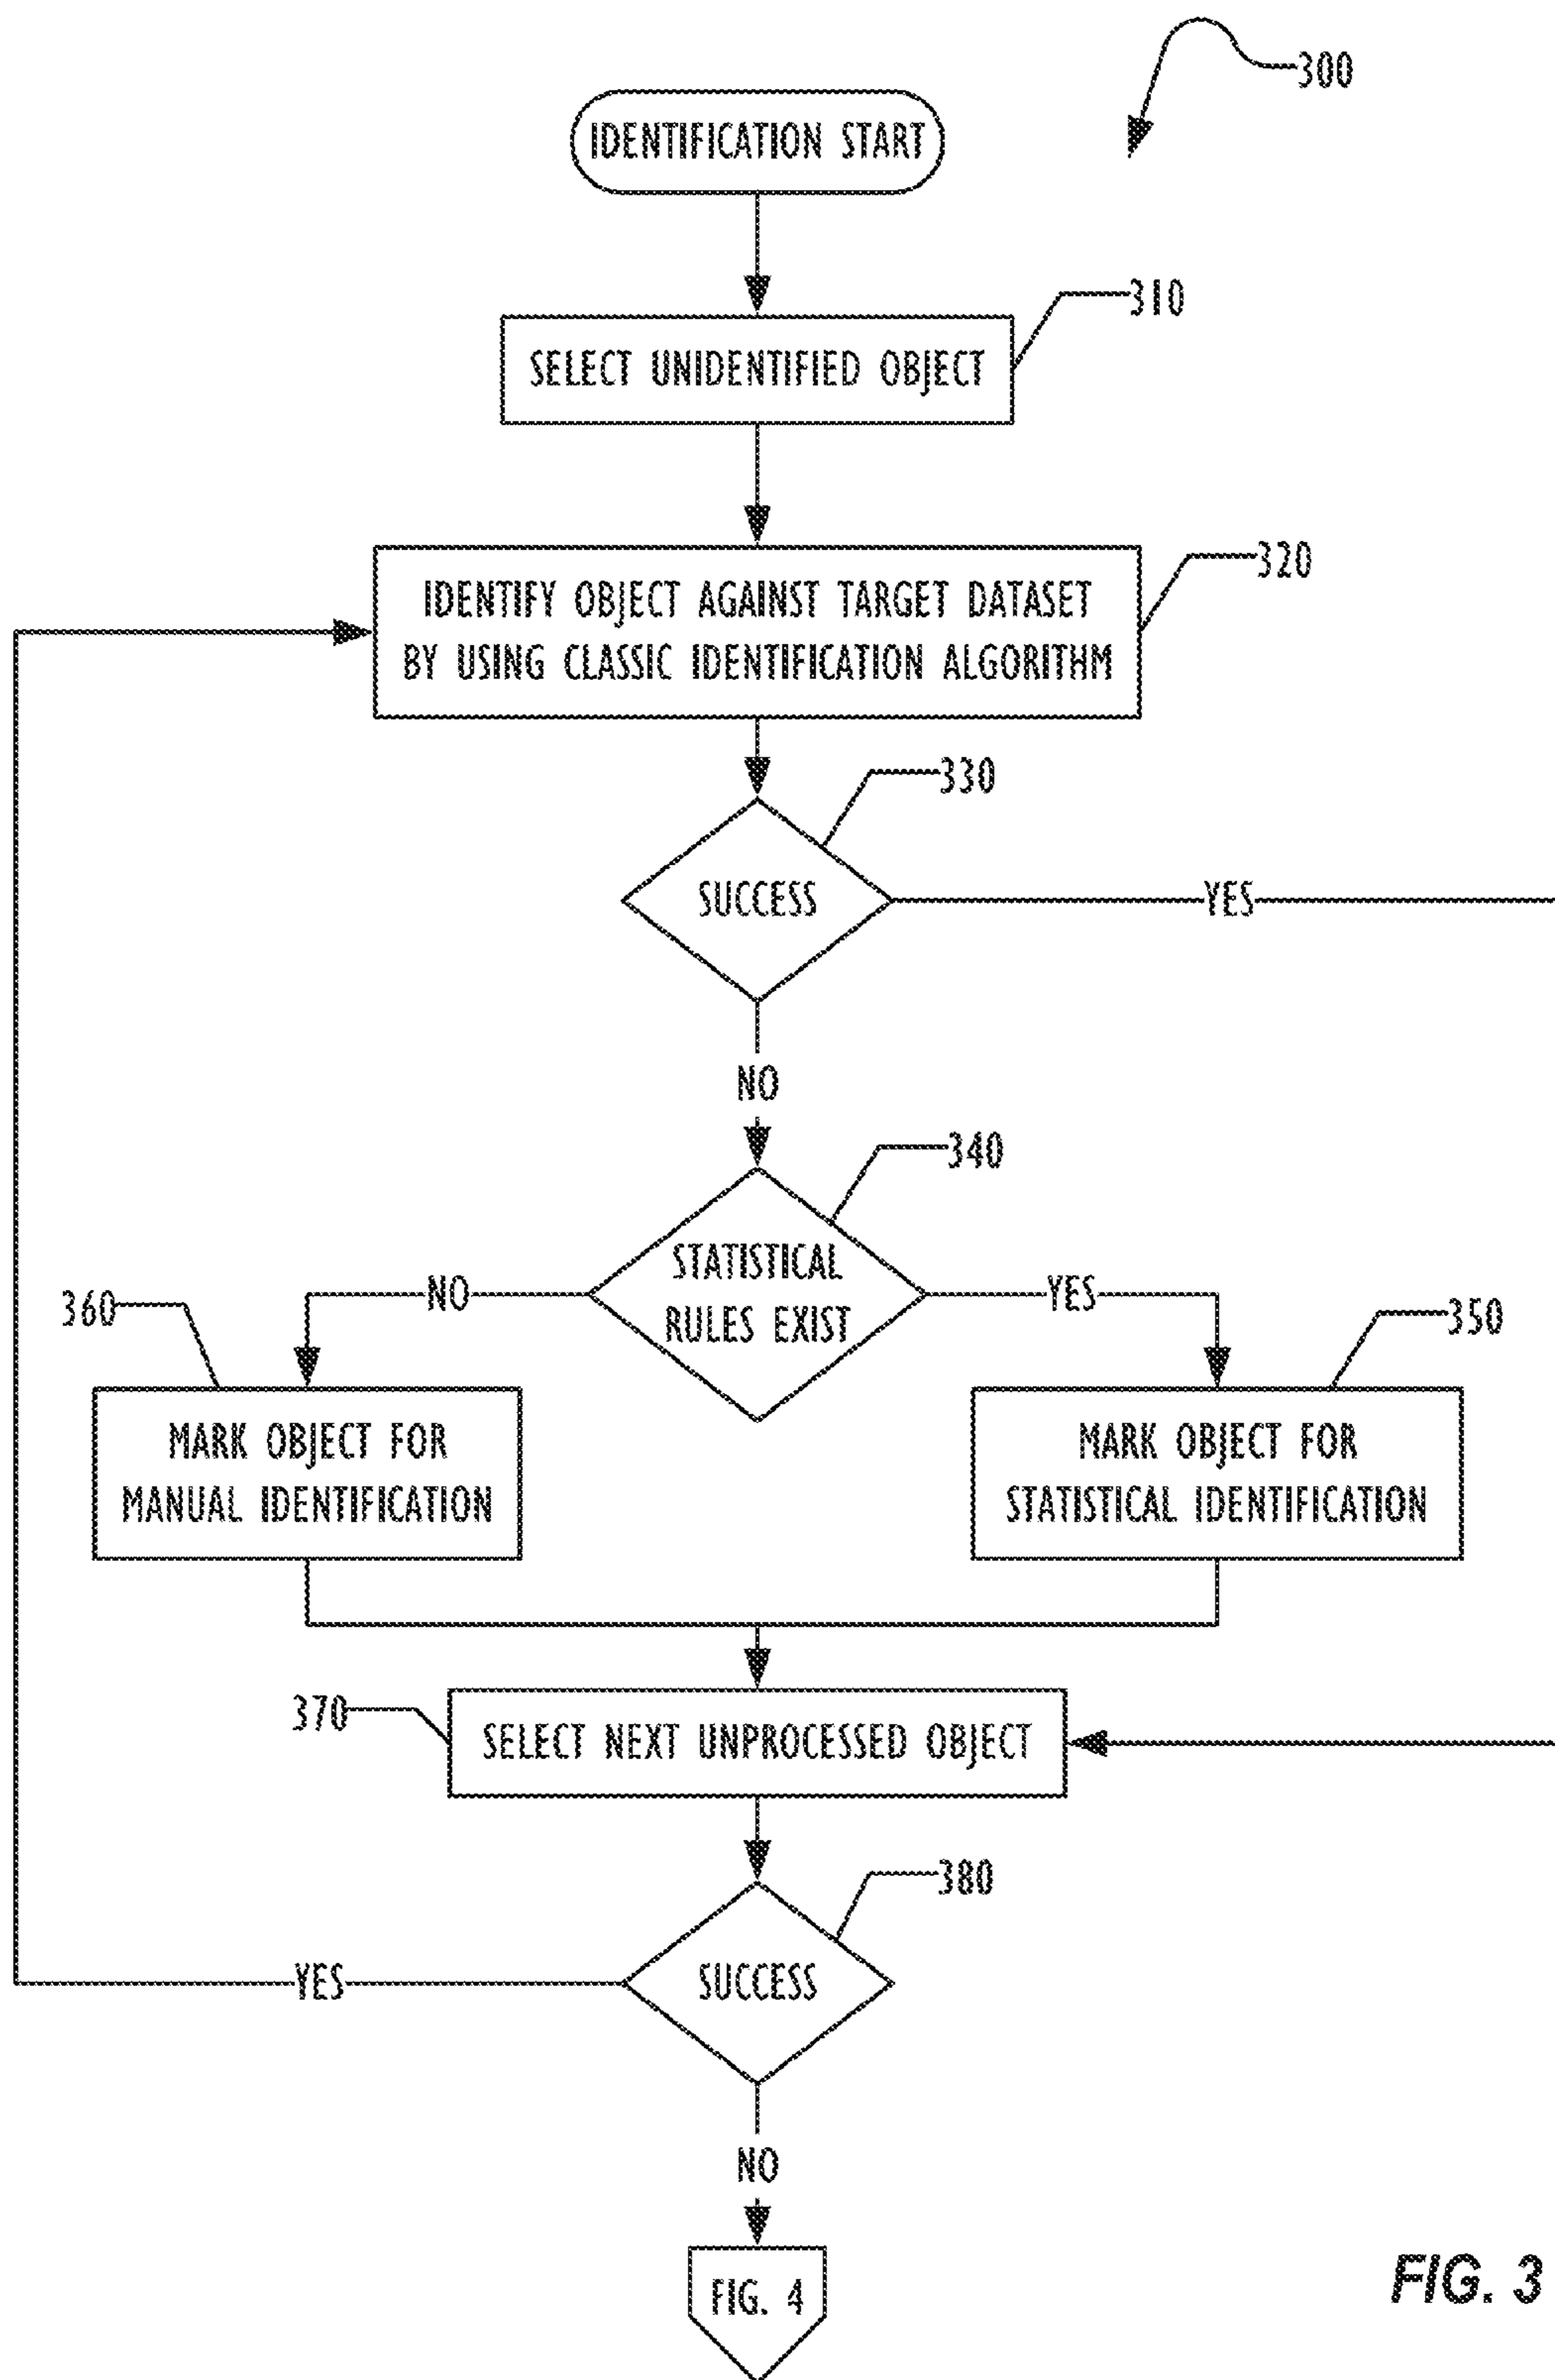 300
IDENTIFICATION START
310
SELECT UNIDENTIFIED OBJECT
320
IDENTIFY OBJECT AGAINST TARGET DATASET
BY USING CLASSIC IDENTIFICATION ALGORITHM
330
SUCCESS
YES
NO
340
STATISTICAL
RULES EXIST
NO
YES
360
350
MARK OBJECT FOR
MANUAL IDENTIFICATION
MARK OBJECT FOR
STATISTICAL IDENTIFICATION
370
SELECT NEXT UNPROCESSED OBJECT
380
SUCCESS
YES
NO
FIG. 4
FIG. 3